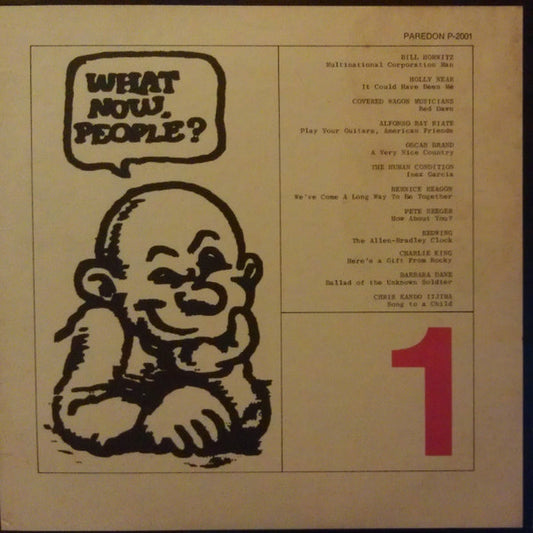 PAREDON P-2001
WHAT
NOW,
PEOPLE?
BILL HORWITZ
Multinational Corporation Man
HOLLY NEAR
It Could Have Been Me
COVERED WAGON MUSICIANS
Red Dawn
ALFONSO RAY RIATE
Play Your Guitars, American Friends
OSCAR BRAND
A Very Nice Country
THE HUMAN CONDITION
Inez Garcia
BERNICE REAGON
We've Come A Long Way To Be Together
PETE SEEGER
How About You?
REDWING
The Allen-Bradley Clock
CHARLIE KING
Here's a Gift From Rocky
BARBARA DANE
Ballad of the Unknown Soldier
CHRIS KANDO IIJIMA
Song to a Child
1